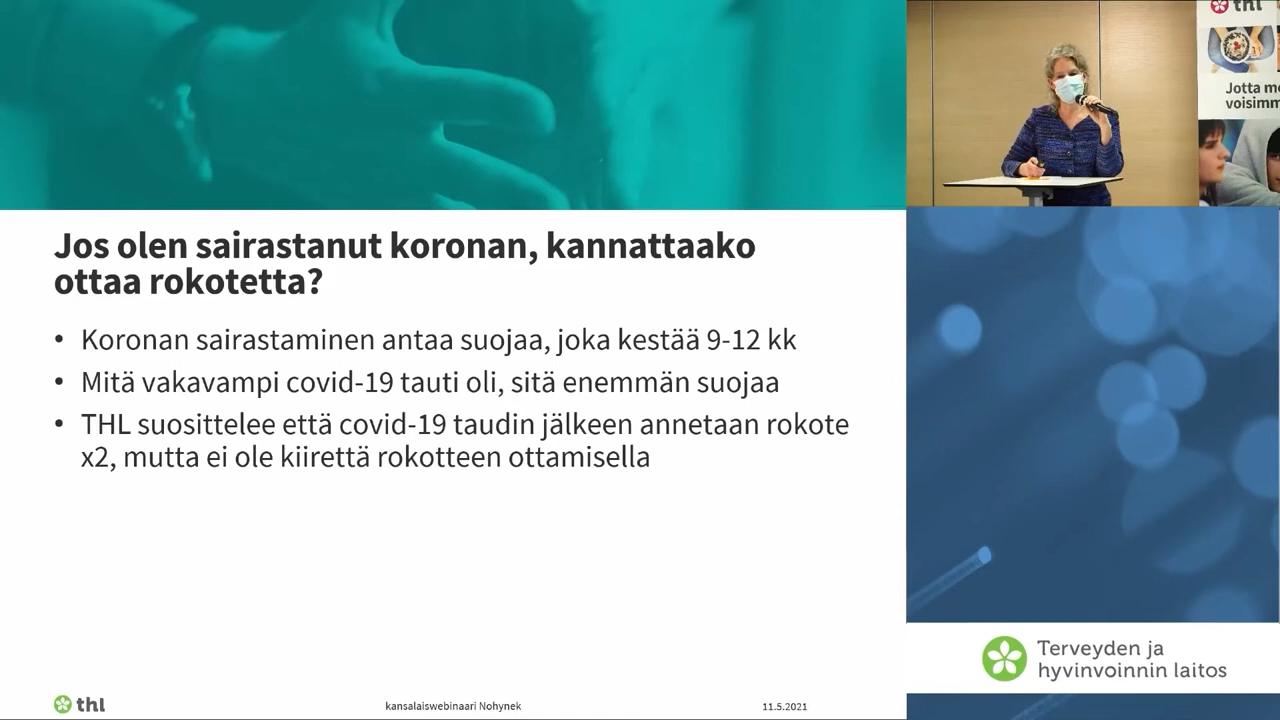 Jos olen sairastanut koronan, kannattaako
ottaa rokotetta?
• Koronan sairastaminen antaa suojaa, joka kestää 9-12 kk
• Mitä vakavampi covid-19 tauti oli, sitä enemmän suojaa
• THL suosittelee että covid-19 taudin jälkeen annetaan rokote
x2, mutta ei ole kiirettä rokotteen ottamisella
thl
kansalaiswebinaari Nohynek
11.5.2021
thl
Jotta
Terveyden ja
hyvinvoinnin laitos